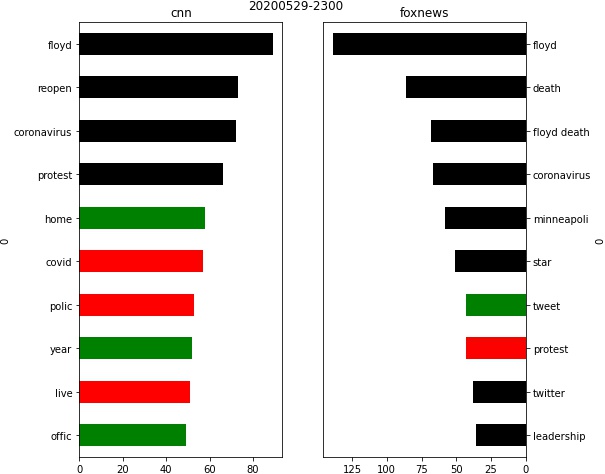 20200529-2300
cnn
foxnews
floyd
reopen
coronavirus
protest
home
covid
polic
year
live
offic
0
0 20 40 60 80
floyd
death
floyd death
coronavirus
minneapoli
star
tweet
protest
twitter
leadership
0
125 100 75 50 25 0